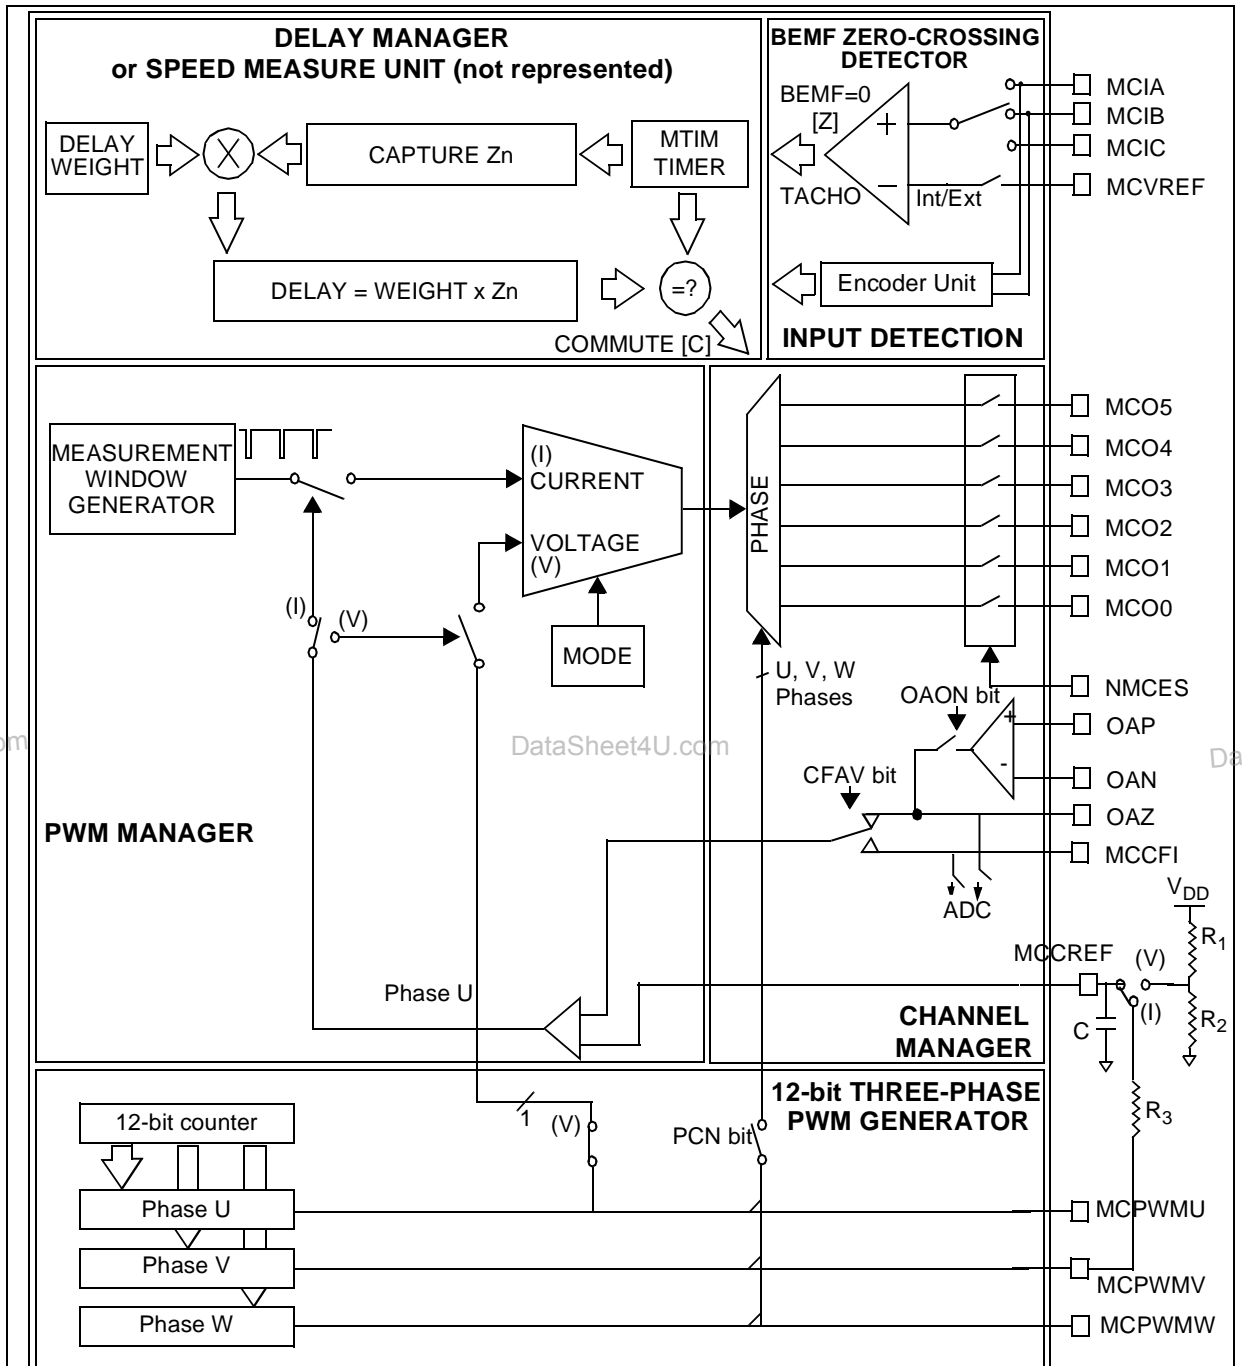 DELAY MANAGER
or SPEED MEASURE UNIT (not represented)
DELAY
WEIGHT
X
CAPTURE Zn
MTIM
TIMER
DELAY = WEIGHT x Zn
=?
COMMUTE [C]
BEMF ZERO-CROSSING
DETECTOR
BEMF=0
[Z]
+
−
TACHO
Int/Ext
Encoder Unit
INPUT DETECTION
MCIA
MCIB
MCIC
MCVREF
MEASUREMENT
WINDOW
GENERATOR
(I)
CURRENT
VOLTAGE
(V)
(I)
(V)
MODE
PWM MANAGER
Phase U
PHASE
U, V, W
Phases
OAON bit
+
-
CFAV bit
ADC
CHANNEL
MANAGER
MCO5
MCO4
MCO3
MCO2
MCO1
MCO0
NMCES
OAP
OAN
OAZ
MCCFI
MCCREF
VDD
R1
(V)
(I)
R2
C
R3
12-bit THREE-PHASE
PWM GENERATOR
12-bit counter
1
(V)
PCN bit
Phase U
Phase V
Phase W
MCPWMU
MCPWMV
MCPWMW
om
DataSheet4U.com
Da